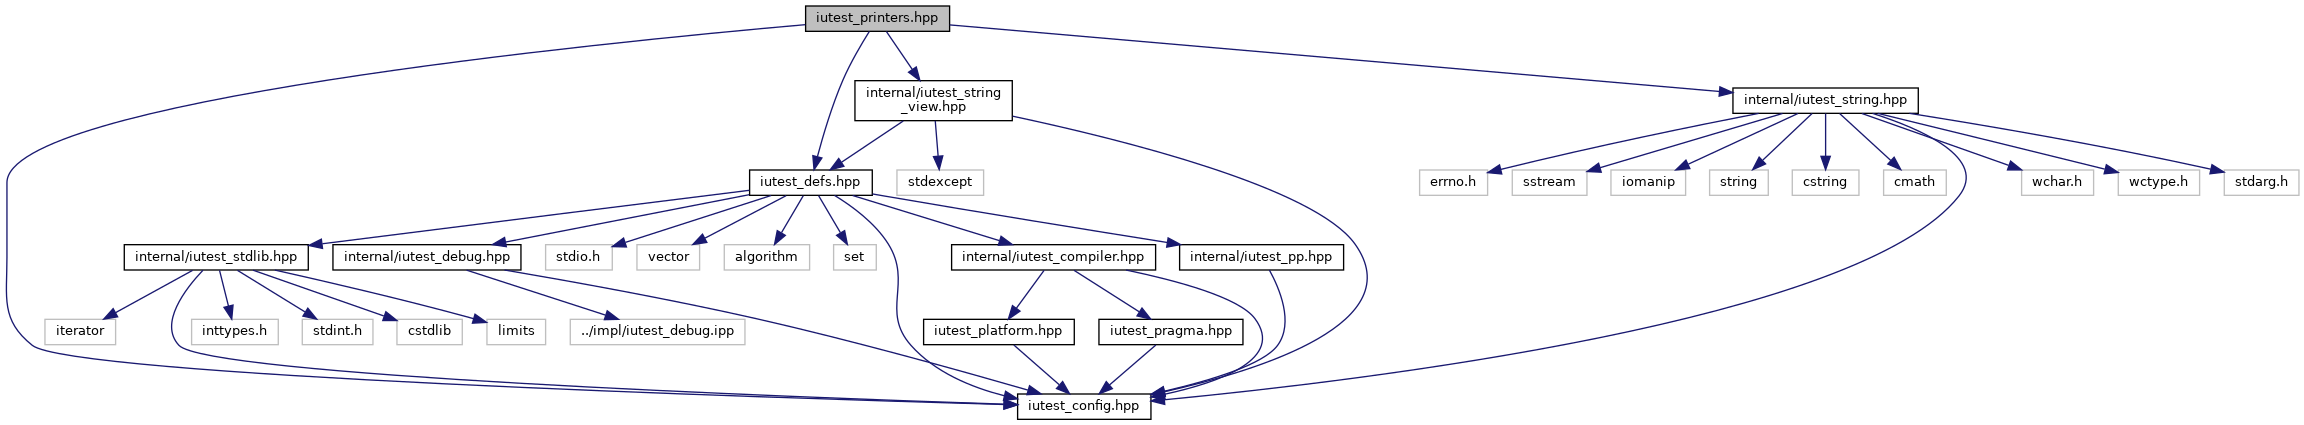 iutest_printers.hpp
internal/iutest_string
_view.hpp
internal/iutest_string.hpp
iutest_defs.hpp
stdexcept
errno.h
sstream
iomanip
string
cstring
cmath
wchar.h
wctype.h
stdarg.h
internal/iutest_stdlib.hpp
internal/iutest_debug.hpp
stdio.h
vector
algorithm
set
internal/iutest_compiler.hpp
internal/iutest_pp.hpp
iterator
inttypes.h
stdint.h
cstdlib
limits
../impl/iutest_debug.ipp
iutest_platform.hpp
iutest_pragma.hpp
iutest_config.hpp